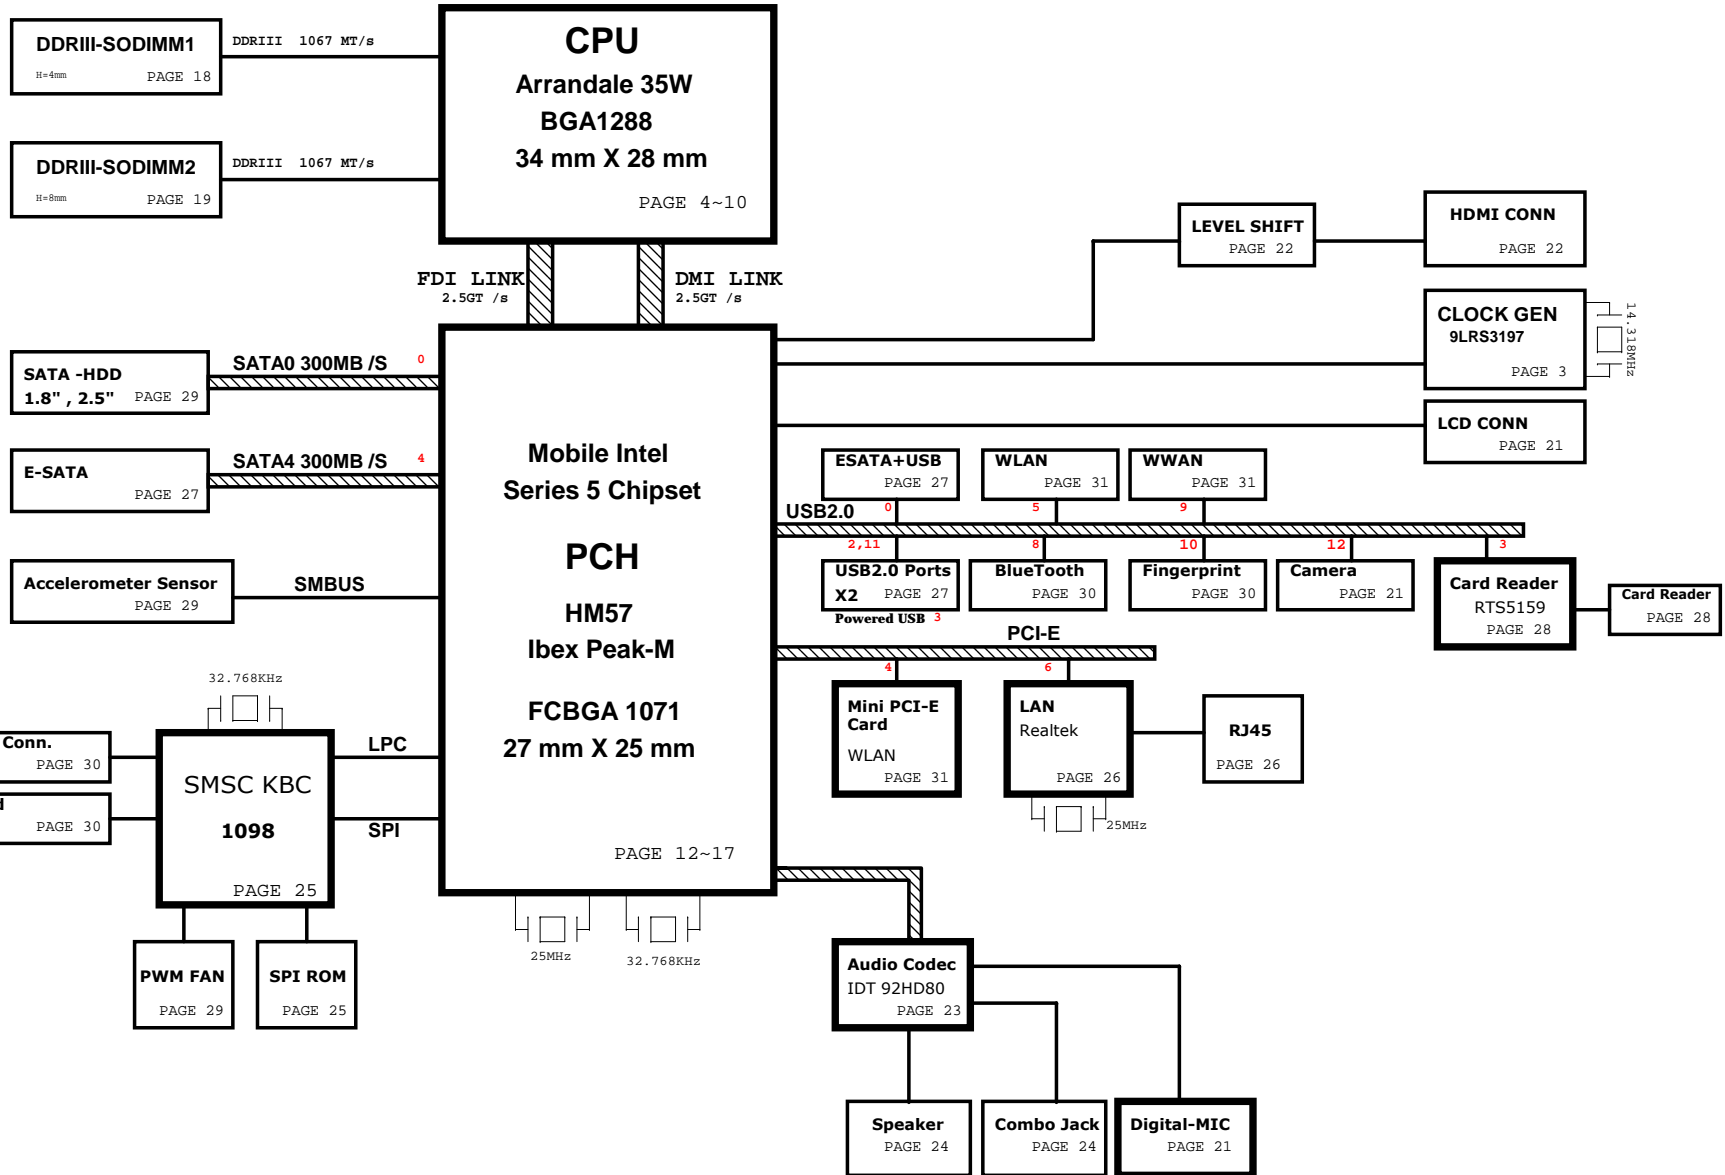 DDRIII-SODIMM1
H=4mm PAGE 18
DDRIII 1067 MT/s
DDRIII-SODIMM2
H=8mm PAGE 19
DDRIII 1067 MT/s
CPU
Arrandale 35W
BGA1288
34 mm X 28 mm
PAGE 4~10
FDI LINK
2.5GT /s
DMI LINK
2.5GT /s
LEVEL SHIFT
PAGE 22
HDMI CONN
PAGE 22
CLOCK GEN
9LRS3197
PAGE 3
14.318MHz
LCD CONN
PAGE 21
SATA -HDD
1.8" , 2.5" PAGE 29
SATA0 300MB /S 0
E-SATA
PAGE 27
SATA4 300MB /S 4
Accelerometer Sensor
PAGE 29
SMBUS
Mobile Intel
Series 5 Chipset
PCH
HM57
Ibex Peak-M
FCBGA 1071
27 mm X 25 mm
PAGE 12~17
25MHz
32.768KHz
ESATA+USB
PAGE 27
WLAN
PAGE 31
WWAN
PAGE 31
USB2.0
0 5 9
2,11 8 10 12 3
USB2.0 Ports
X2 PAGE 27
Powered USB 3
BlueTooth
PAGE 30
Fingerprint
PAGE 30
Camera
PAGE 21
Card Reader
RTS5159
PAGE 28
Card Reader
PAGE 28
PCI-E
4 6
Mini PCI-E
Card
WLAN
PAGE 31
LAN
Realtek
PAGE 26
25MHz
RJ45
PAGE 26
32.768KHz
Conn.
PAGE 30
d
PAGE 30
SMSC KBC
1098
PAGE 25
LPC
SPI
PWM FAN
PAGE 29
SPI ROM
PAGE 25
Audio Codec
IDT 92HD80
PAGE 23
Speaker
PAGE 24
Combo Jack
PAGE 24
Digital-MIC
PAGE 21